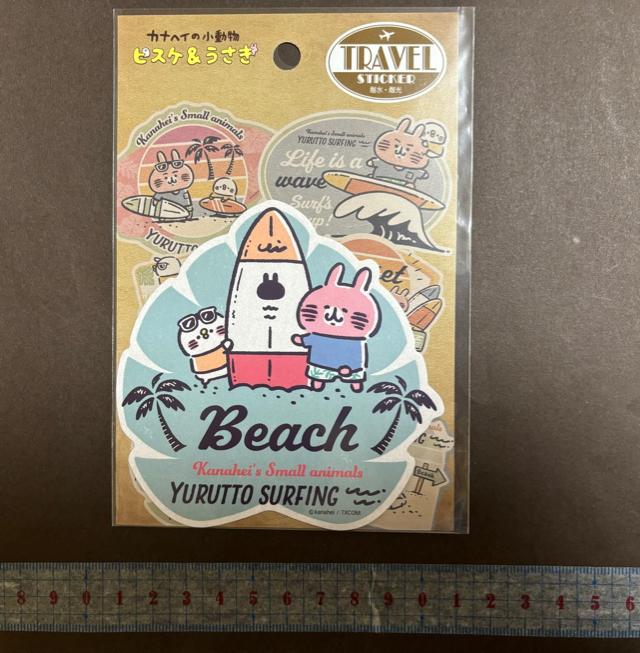 カナヘイの小動物
ピスケ&うさぎ
TRAVEL
STICKER
耐水・耐光
Kanahei's Small animals
YURUTTO
Kanahei's Small animals
YURUTTO SURFING
Life is a
wave
Surf's
up!
Beach
Kanahei's Small animals
YURUTTO SURFING
©kanahei / TXCOM
8 9 0 1 2 3 4 5 6 7 8 9 0 1 2 3 4 5 6